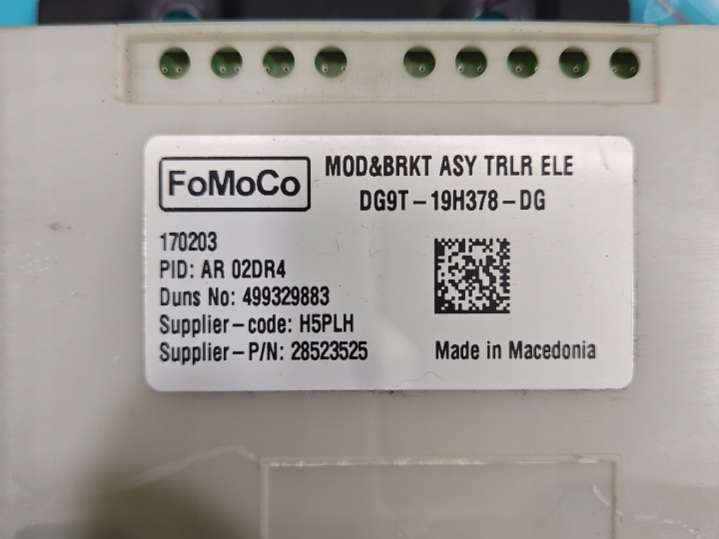 FoMoCo
MOD&BRKT ASY TRLR ELE
DG9T-19H378-DG
170203
PID: AR 02DR4
Duns No: 499329883
Supplier-code: H5PLH
Supplier-P/N: 28523525
Made in Macedonia